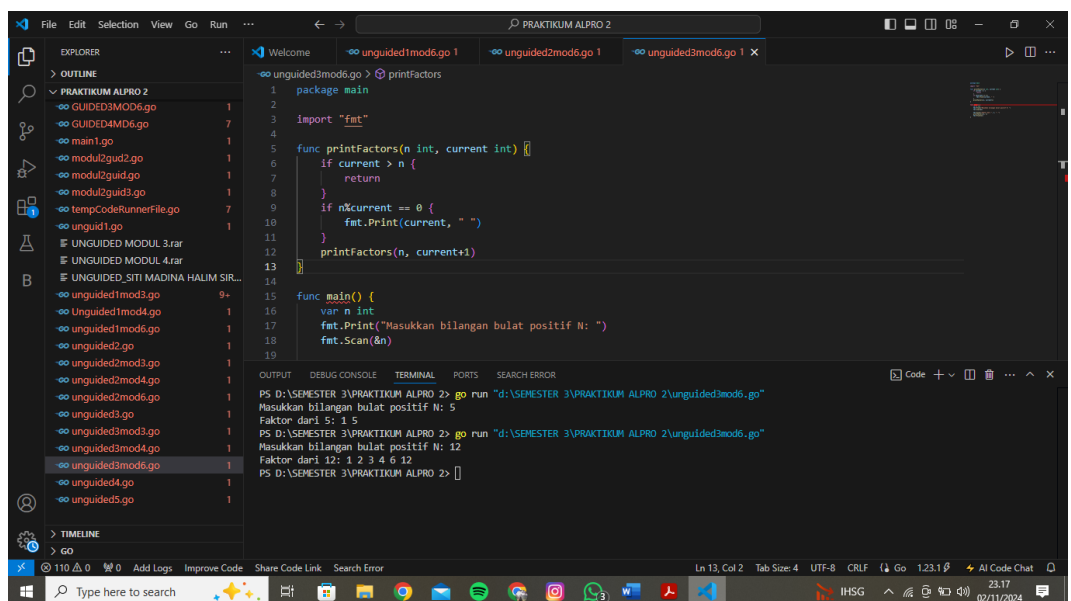 File Edit Selection View Go Run ···
PRAKTIKUM ALPRO 2
EXPLORER ···
> OUTLINE
PRAKTIKUM ALPRO 2
GUIDED3MOD6.go 1
GUIDED4MD6.go 7
main1.go 1
modul2gud2.go 1
modul2guid.go 1
modul2guid3.go 1
tempCodeRunnerFile.go 7
unguid1.go 1
UNGUIDED MODUL 3.rar
UNGUIDED MODUL 4.rar
UNGUIDED_SITI MADINA HALIM SIR...
unguided1mod3.go 9+
Unguided1mod4.go 1
unguided1mod6.go 1
unguided2.go 1
unguided2mod3.go 1
unguided2mod4.go 1
unguided2mod6.go 1
unguided3.go 1
unguided3mod3.go 1
unguided3mod4.go 1
unguided3mod6.go 1
unguided4.go 1
unguided5.go 1
> TIMELINE
> GO
Welcome unguided1mod6.go 1 unguided2mod6.go 1 unguided3mod6.go 1
unguided3mod6.go > printFactors
1 package main
2
3 import "fmt"
4
5 func printFactors(n int, current int) {
6 if current > n {
7 return
8 }
9 if n%current == 0 {
10 fmt.Print(current, " ")
11 }
12 printFactors(n, current+1)
13 }
14
15 func main() {
16 var n int
17 fmt.Print("Masukkan bilangan bulat positif N: ")
18 fmt.Scan(&n)
19
OUTPUT DEBUG CONSOLE TERMINAL PORTS SEARCH ERROR Code
PS D:\SEMESTER 3\PRAKTIKUM ALPRO 2> go run "d:\SEMESTER 3\PRAKTIKUM ALPRO 2\unguided3mod6.go"
Masukkan bilangan bulat positif N: 5
Faktor dari 5: 1 5
PS D:\SEMESTER 3\PRAKTIKUM ALPRO 2> go run "d:\SEMESTER 3\PRAKTIKUM ALPRO 2\unguided3mod6.go"
Masukkan bilangan bulat positif N: 12
Faktor dari 12: 1 2 3 4 6 12
PS D:\SEMESTER 3\PRAKTIKUM ALPRO 2>
110 0 0 Add Logs Improve Code Share Code Link Search Error Ln 13, Col 2 Tab Size: 4 UTF-8 CRLF Go 1.23.1 AI Code Chat
Type here to search IHSG 23.17
02/11/2024